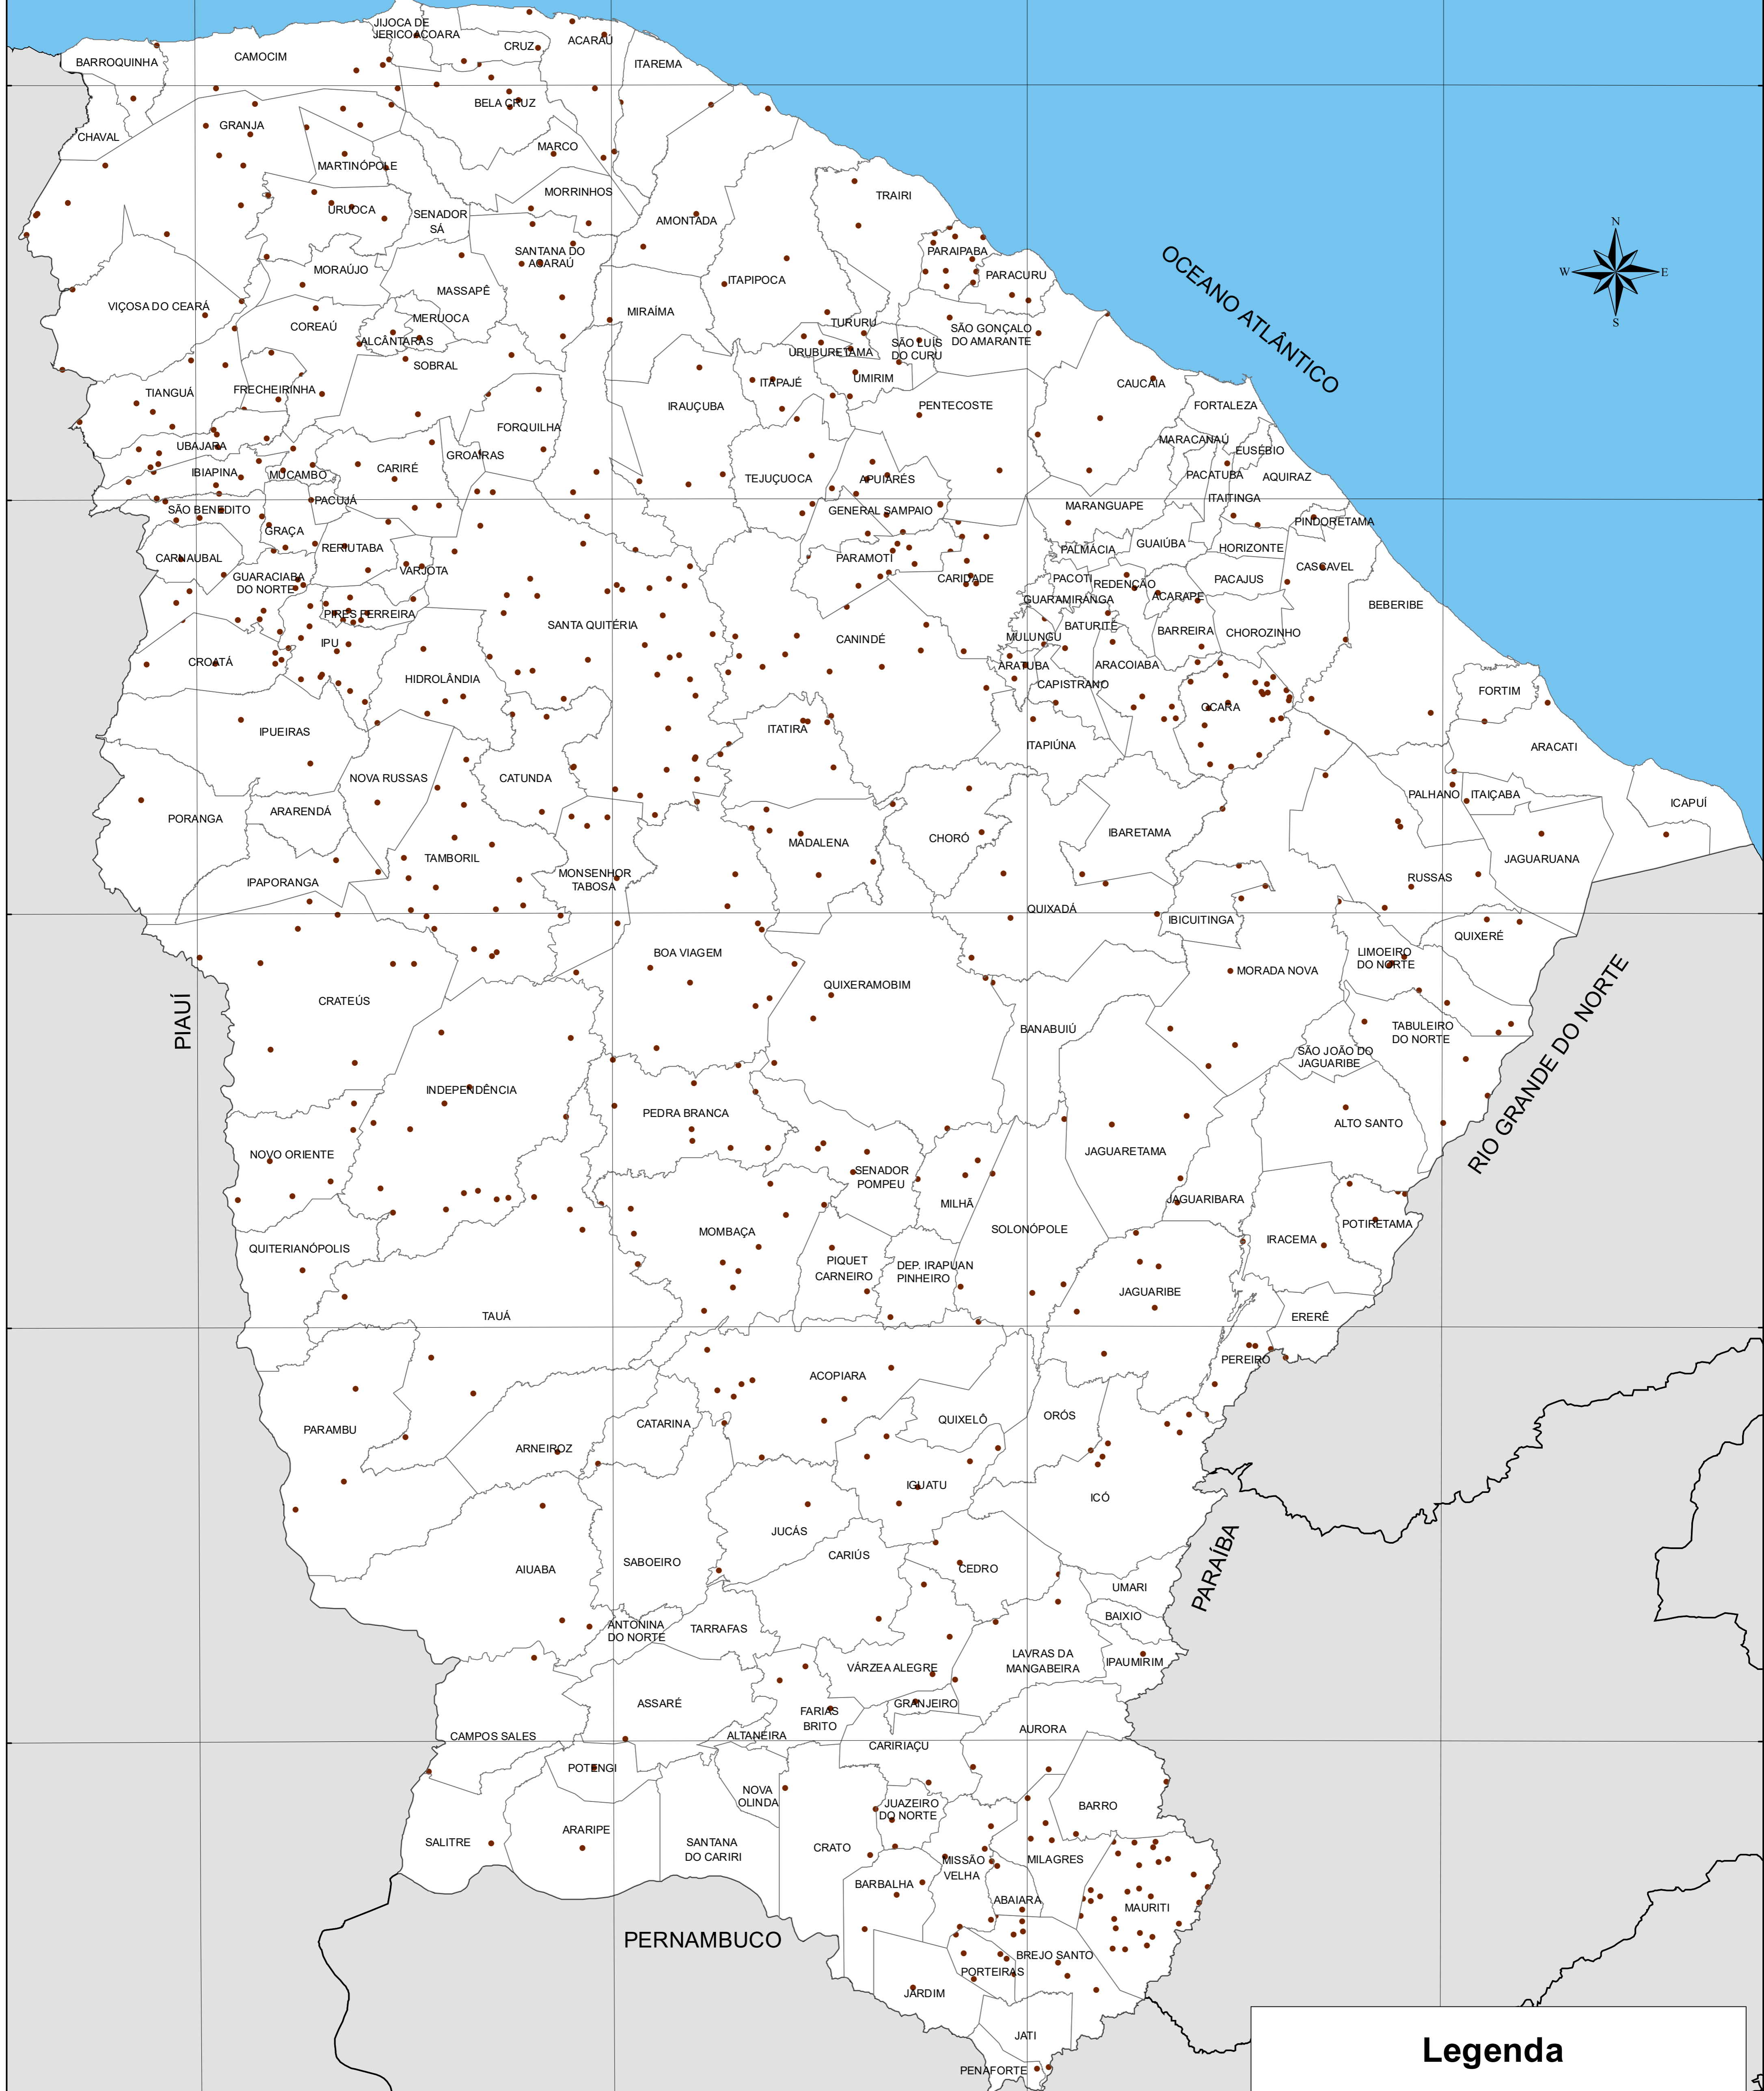 JIJOCA DE
JERICOACOARA
CRUZ
ACARAÚ
BARROQUINHA
CAMOCIM
ITAREMA
BELA CRUZ
CHAVAL
GRANJA
MARCO
MARTINÓPOLE
MORRINHOS
TRAIRI
URUOCA
SENADOR
SÁ
AMONTADA
SANTANA DO
ACARAÚ
PARAIPABA
N
W
E
S
OCEANO ATLÂNTICO
MORAÚJO
PARACURU
ITAPIPOCA
MASSAPÊ
VIÇOSA DO CEARÁ
MIRAÍMA
MERUOCA
COREAÚ
TURURU
SÃO GONÇALO
DO AMARANTE
ALCÂNTARAS
SÃO LUÍS
DO CURU
URUBURETAMA
SOBRAL
UMIRIM
ITAPAJÉ
CAUCAIA
TIANGUÁ
FRECHEIRINHA
IRAUÇUBA
PENTECOSTE
FORTALEZA
FORQUILHA
MARACANAÚ
EUSÉBIO
UBAJARA
GROAÍRAS
IBIAPINA
MUCAMBO
CARIRÉ
TEJUÇUOCA
APUIARÉS
PACATUBA
AQUIRAZ
PACUJÁ
ITAITINGA
SÃO BENEDITO
GENERAL SAMPAIO
MARANGUAPE
PINDORETAMA
GRAÇA
RERIUTABA
PALMÁCIA
GUAIÚBA
HORIZONTE
CARNAUBAL
PARAMOTI
CASCAVEL
GUARACIABA
DO NORTE
VARJOTA
CARIDADE
PACOTI
REDENÇÃO
PACAJUS
GUARAMIRANGA
ACARAPE
BEBERIBE
PIRES FERREIRA
SANTA QUITÉRIA
BATURITÉ
IPU
CANINDÉ
MULUNGU
BARREIRA
CHOROZINHO
CROATÁ
ARATUBA
ARACOIABA
HIDROLÂNDIA
CAPISTRANO
FORTIM
OCARA
IPUEIRAS
ITATIRA
ITAPIÚNA
ARACATI
NOVA RUSSAS
CATUNDA
PALHANO
ITAIÇABA
ICAPUÍ
ARARENDÁ
PORANGA
IBARETAMA
CHORÓ
MADALENA
TAMBORIL
JAGUARUANA
MONSENHOR
TABOSA
IPAPORANGA
RUSSAS
QUIXADÁ
IBICUITINGA
QUIXERÉ
BOA VIAGEM
LIMOEIRO
DO NORTE
MORADA NOVA
QUIXERAMOBIM
CRATEÚS
PIAUÍ
BANABUIÚ
TABULEIRO
DO NORTE
SÃO JOÃO DO
JAGUARIBE
RIO GRANDE DO NORTE
INDEPENDÊNCIA
PEDRA BRANCA
ALTO SANTO
NOVO ORIENTE
JAGUARETAMA
SENADOR
POMPEU
JAGUARIBARA
MILHÃ
POTIRETAMA
MOMBAÇA
SOLONÓPOLE
IRACEMA
QUITERIANÓPOLIS
PIQUET
CARNEIRO
DEP. IRAPUAN
PINHEIRO
JAGUARIBE
TAUÁ
ERERÊ
PEREIRO
ACOPIARA
ORÓS
QUIXELÔ
CATARINA
PARAMBU
ARNEIROZ
IGUATU
ICÓ
JUCÁS
CARIÚS
PARAÍBA
SABOEIRO
AIUABA
CEDRO
UMARI
BAIXIO
ANTONINA
DO NORTE
TARRAFAS
LAVRAS DA
MANGABEIRA
IPAUMIRIM
VÁRZEA ALEGRE
ASSARÉ
GRANJEIRO
FARIAS
BRITO
CAMPOS SALES
ALTANEIRA
AURORA
CARIRIAÇU
POTENGI
NOVA
OLINDA
JUAZEIRO
DO NORTE
BARRO
ARARIPE
SALITRE
SANTANA
DO CARIRI
CRATO
MISSÃO
VELHA
MILAGRES
BARBALHA
ABAIARA
MAURITI
PERNAMBUCO
BREJO SANTO
PORTEIRAS
JARDIM
JATI
PENAFORTE
Legenda